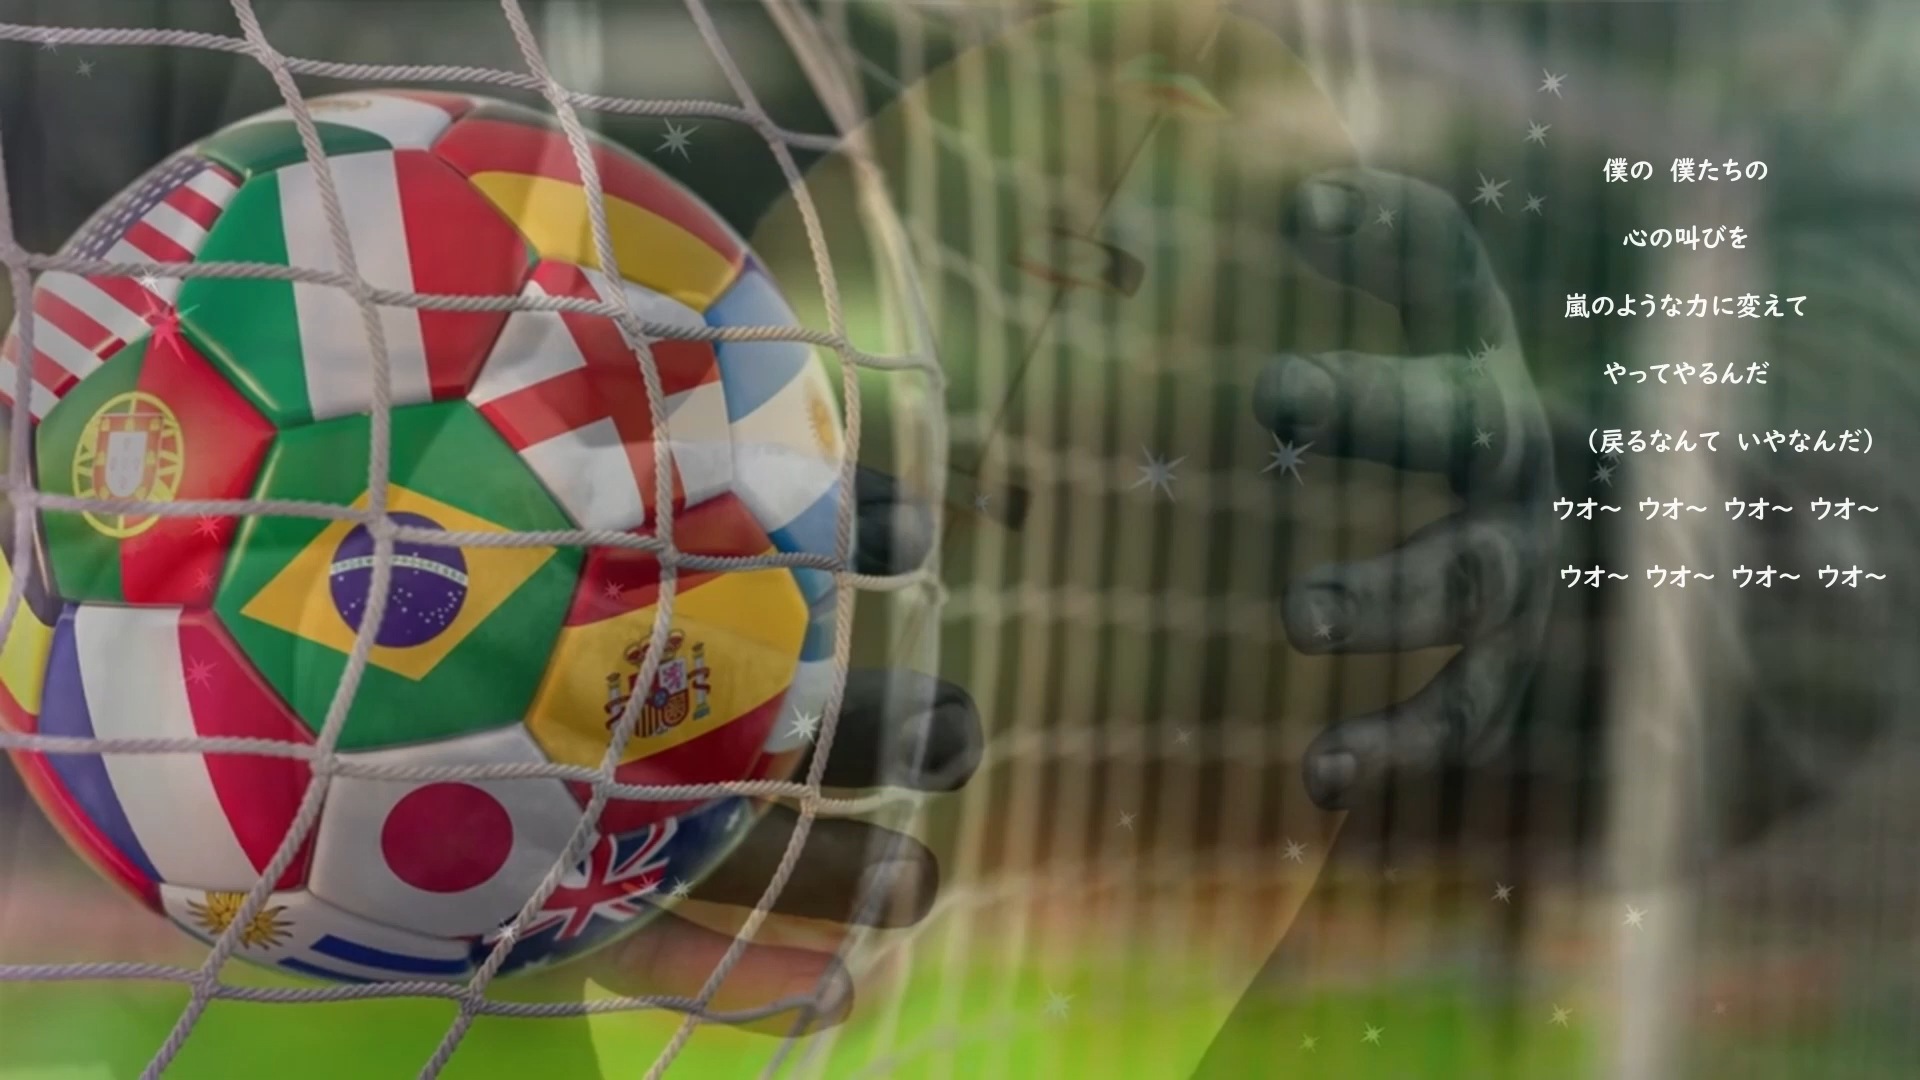 僕の 僕たちの
心の叫びを
嵐のような力に変えて
やってやるんだ
(戻るなんて いやなんだ)
ウオ～ ウオ～ ウオ～ ウオ～
ウオ～ ウオ～ ウオ～ ウオ～